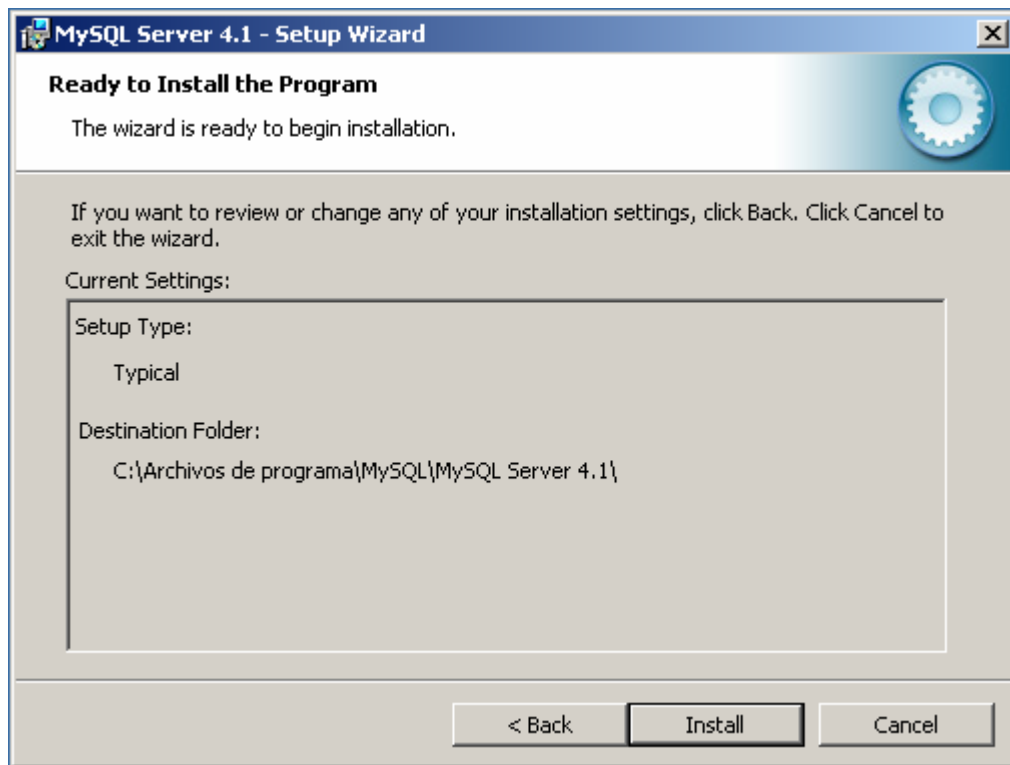 MySQL Server 4.1 - Setup Wizard
Ready to Install the Program
The wizard is ready to begin installation.
If you want to review or change any of your installation settings, click Back. Click Cancel to
exit the wizard.
Current Settings:
Setup Type:
Typical
Destination Folder:
C:\Archivos de programa\MySQL\MySQL Server 4.1\
< Back
Install
Cancel